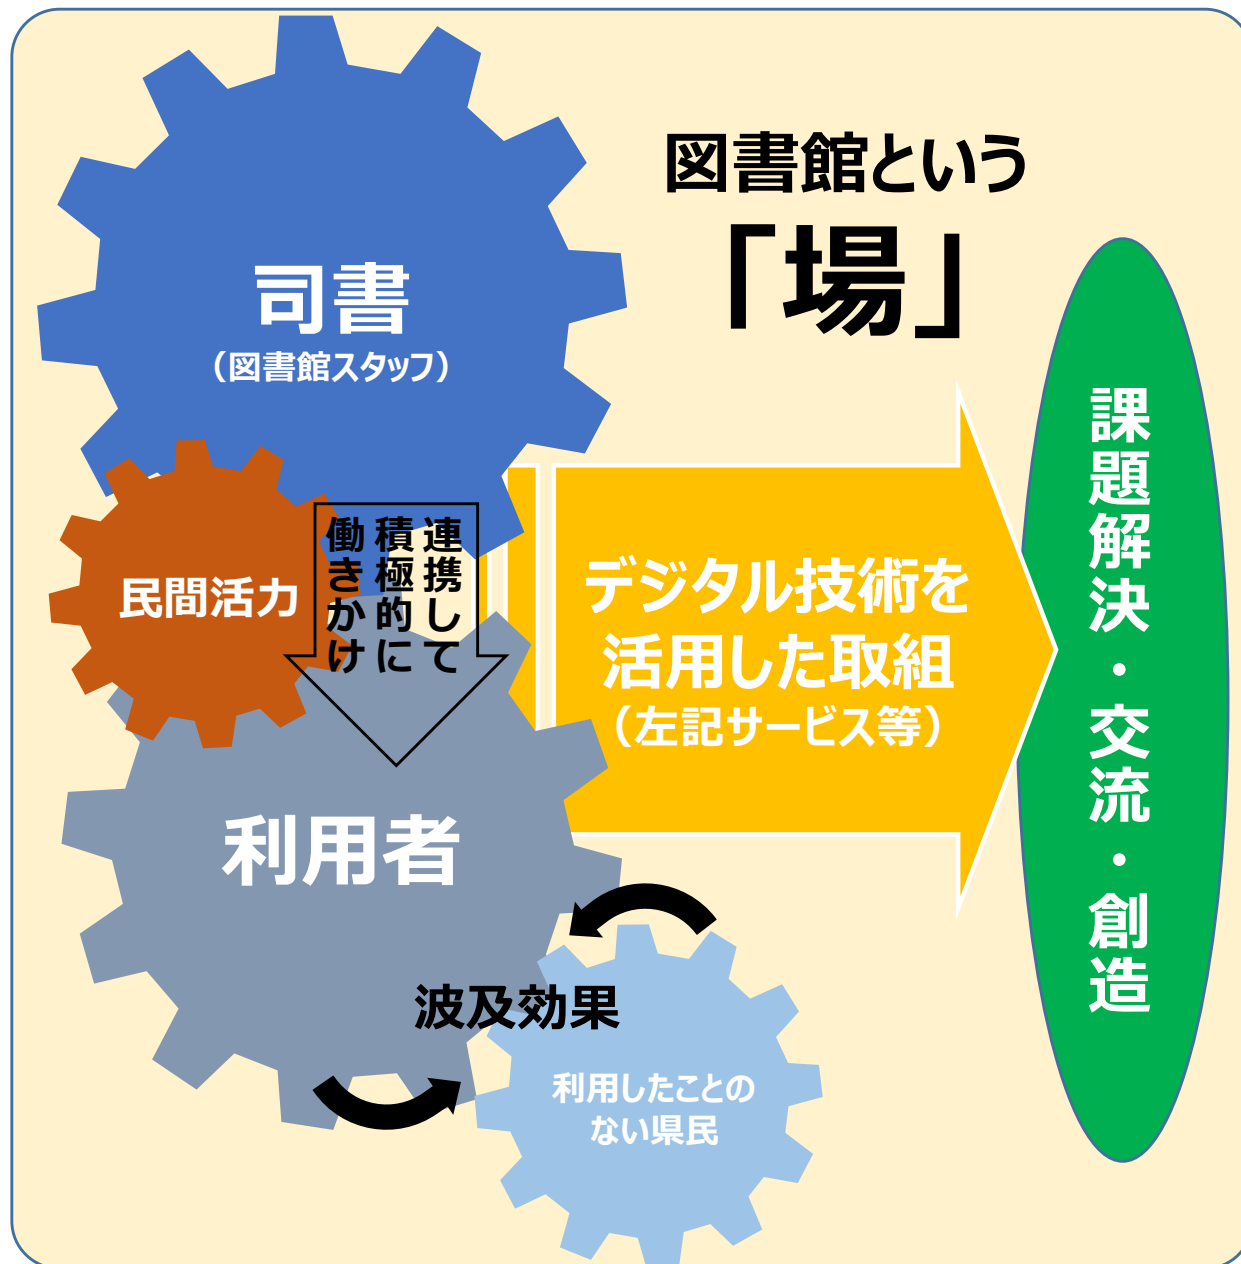 図書館という
「場」
司書
（図書館スタッフ）
民間活力
連携して
積極的に
働きかけ
デジタル技術を
活用した取組
（左記サービス等）
課題解決・交流・創造
利用者
波及効果
利用したことの
ない県民